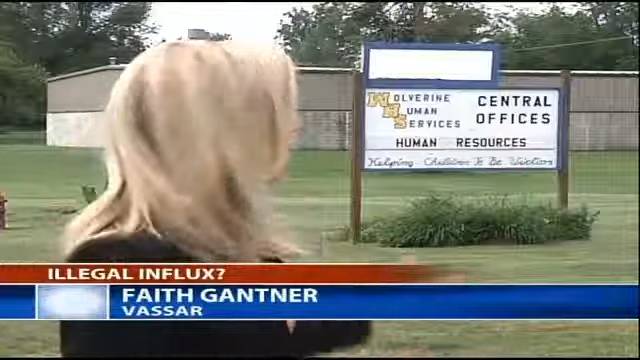 WOLVERINE
HUMAN
SERVICES
CENTRAL
OFFICES
HUMAN RESOURCES
Helping Children To Be Victors
ILLEGAL INFLUX?
FAITH GANTNER
VASSAR